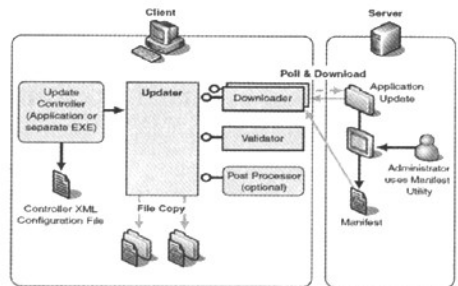 Client
Server
Poll & Download
Update
Controller
(Application or
separate EXE)
Updater
Downloader
Application
Update
Validator
Administrator
uses Manifest
Utility
Post Processor
(optional)
Controller XML
Configuration File
File Copy
Manifest